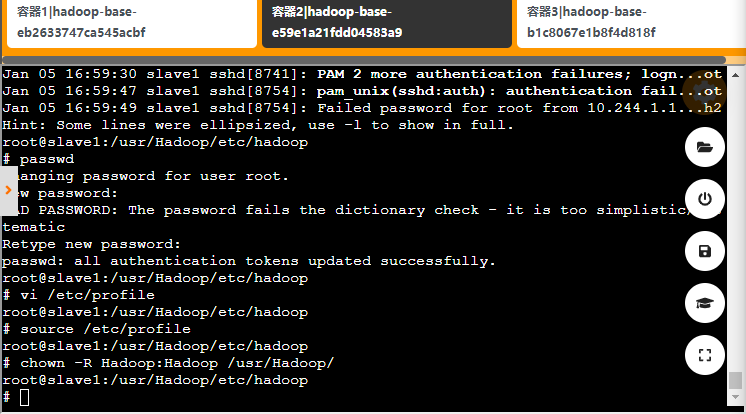 容器1|hadoop-base-
eb2633747ca545acbf
容器2|hadoop-base-
e59e1a21fdd04583a9
容器3|hadoop-base-
b1c8067e1b8f4d818f
Jan 05 16:59:30 slave1 sshd[8741]: PAM 2 more authentication failures; logn...ot
Jan 05 16:59:47 slave1 sshd[8754]: pam_unix(sshd:auth): authentication fail...ot
Jan 05 16:59:49 slave1 sshd[8754]: Failed password for root from 10.244.1.1...h2
Hint: Some lines were ellipsized, use -l to show in full.
root@slave1:/usr/Hadoop/etc/hadoop
# passwd
hanging password for user root.
ew password:
AD PASSWORD: The password fails the dictionary check - it is too simplistic/
tematic
Retype new password:
passwd: all authentication tokens updated successfully.
root@slave1:/usr/Hadoop/etc/hadoop
# vi /etc/profile
root@slave1:/usr/Hadoop/etc/hadoop
# source /etc/profile
root@slave1:/usr/Hadoop/etc/hadoop
# chown -R Hadoop:Hadoop /usr/Hadoop/
root@slave1:/usr/Hadoop/etc/hadoop
#